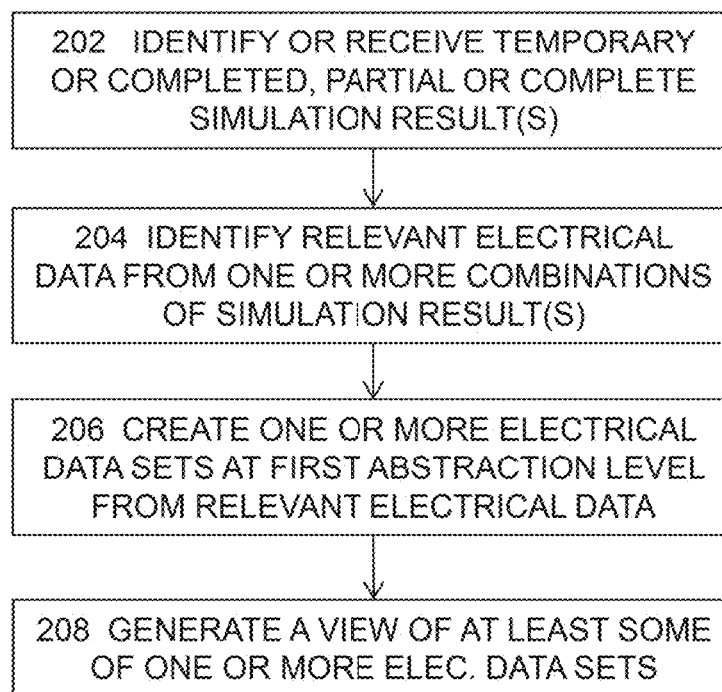 202 IDENTIFY OR RECEIVE TEMPORARY
OR COMPLETED, PARTIAL OR COMPLETE
SIMULATION RESULT(S)
204 IDENTIFY RELEVANT ELECTRICAL
DATA FROM ONE OR MORE COMBINATIONS
OF SIMULATION RESULT(S)
206 CREATE ONE OR MORE ELECTRICAL
DATA SETS AT FIRST ABSTRACTION LEVEL
FROM RELEVANT ELECTRICAL DATA
208 GENERATE A VIEW OF AT LEAST SOME
OF ONE OR MORE ELEC. DATA SETS